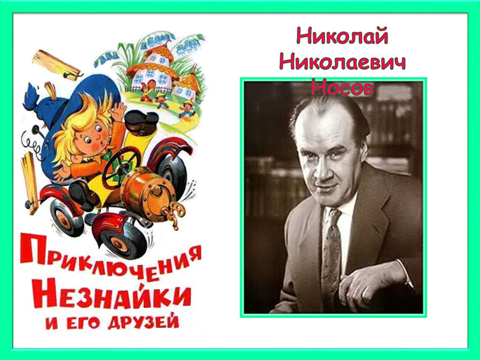 Николай
Николаевич
Носов
ПРИКЛЮЧЕНИЯ
НЕЗНАЙКИ
И ЕГО ДРУЗЕЙ